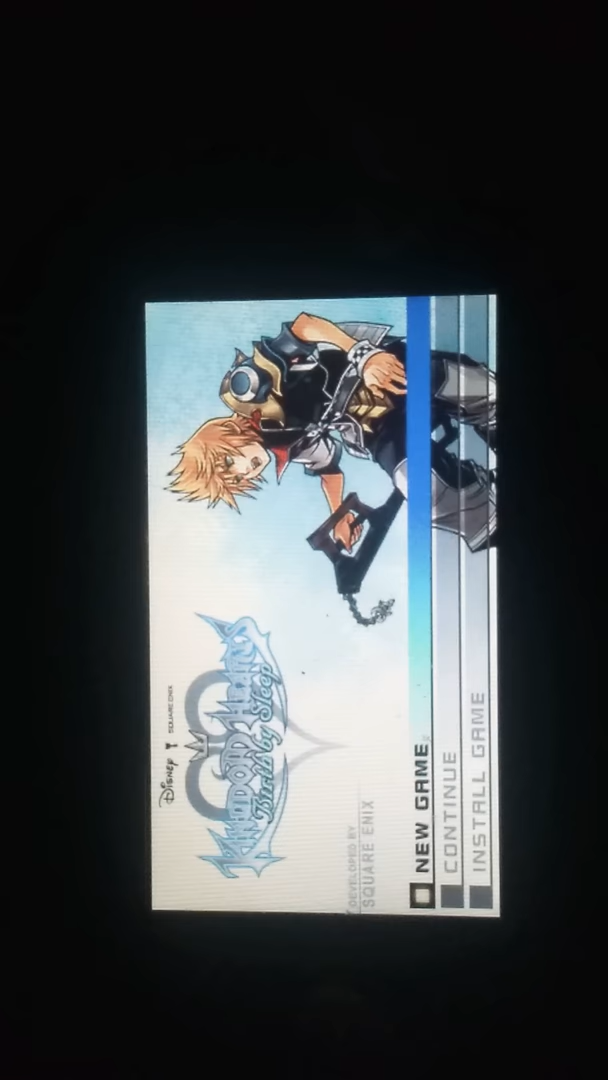 Disney SQUARE ENIX
KINGDOM HEARTS
Birth by Sleep
DEVELOPED BY
SQUARE ENIX
NEW GAME
CONTINUE
INSTALL GAME